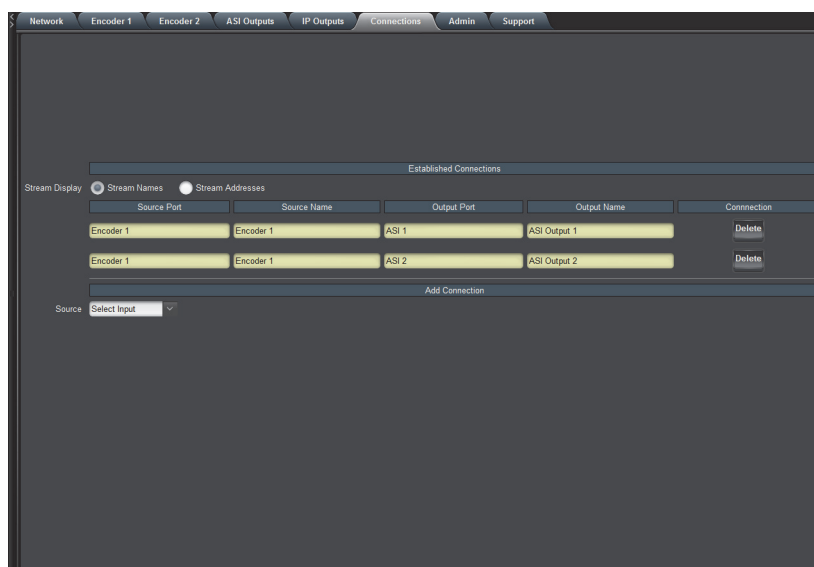 Network Encoder 1 Encoder 2 ASI Outputs IP Outputs Connections Admin Support
Established Connections
Stream Display Stream Names Stream Addresses
Source Port Source Name Output Port Output Name Connnection
Encoder 1 Encoder 1 ASI 1 ASI Output 1 Delete
Encoder 1 Encoder 1 ASI 2 ASI Output 2 Delete
Add Connection
Source Select Input